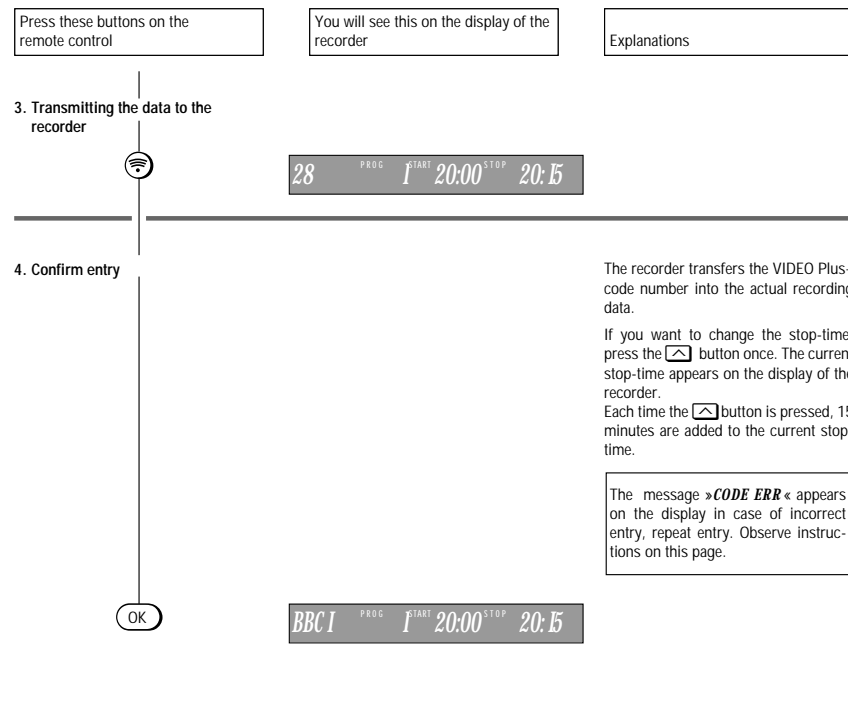 Press these buttons on the
remote control
You will see this on the display of the
recorder
Explanations
3. Transmitting the data to the
recorder
28 PROG 1 START 20:00 STOP 20:15
4. Confirm entry
The recorder transfers the VIDEO Plus-
code number into the actual recording
data.
If you want to change the stop-time
press the button once. The current
stop-time appears on the display of the
recorder.
Each time the button is pressed, 15
minutes are added to the current stop
time.
The message »CODE ERR« appears
on the display in case of incorrect
entry, repeat entry. Observe instruc-
tions on this page.
OK
BBC 1 PROG 1 START 20:00 STOP 20:15